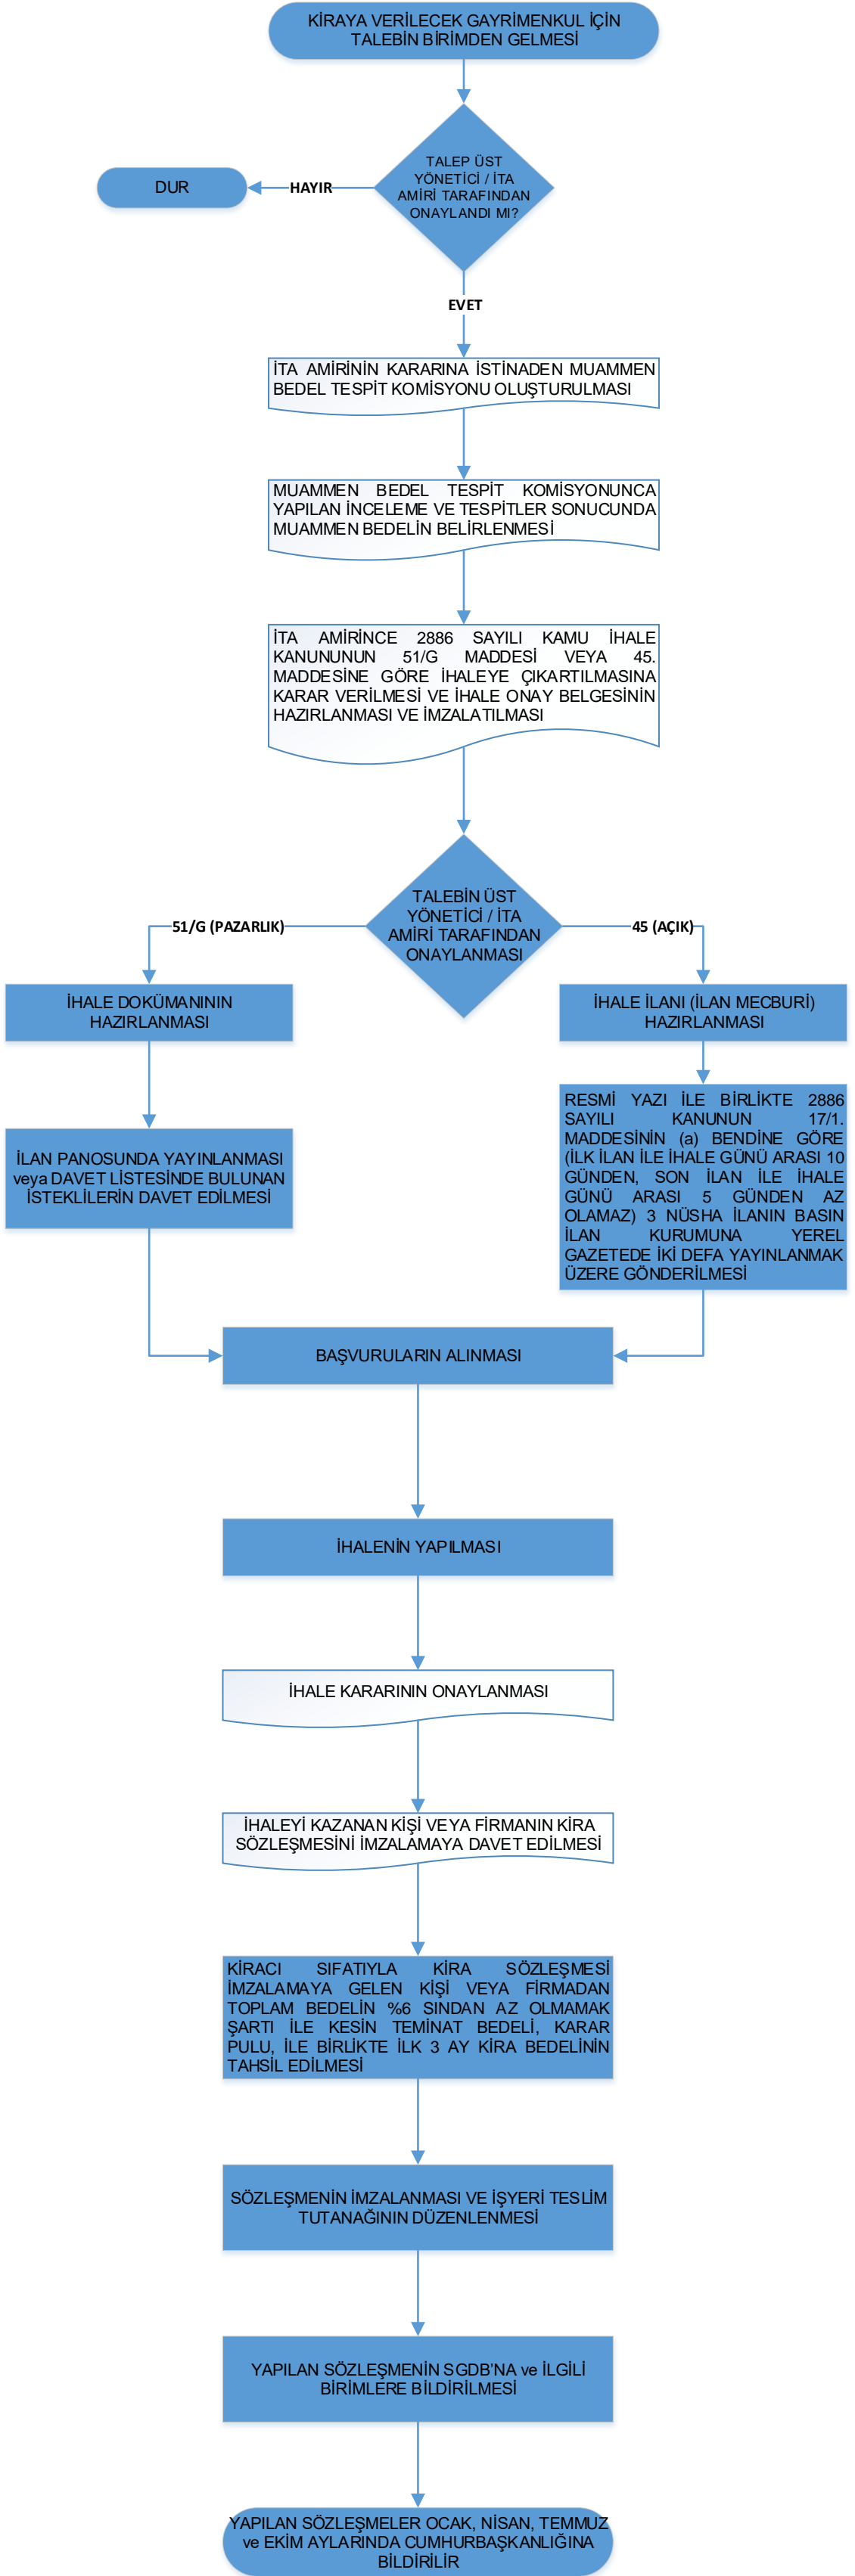 KİRAYA VERİLECEK GAYRİMENKUL İÇİN
TALEBİN BİRİMDEN GELMESİ
TALEP ÜST
YÖNETİCİ / İTA
AMİRİ TARAFINDAN
ONAYLANDI MI?
HAYIR
DUR
EVET
İTA AMİRİNİN KARARINA İSTİNADEN MUAMMEN
BEDEL TESPİT KOMİSYONU OLUŞTURULMASI
MUAMMEN BEDEL TESPİT KOMİSYONUNCA
YAPILAN İNCELEME VE TESPİTLER SONUCUNDA
MUAMMEN BEDELİN BELİRLENMESİ
İTA AMİRİNCE 2886 SAYILI KAMU İHALE
KANUNUNUN 51/G MADDESİ VEYA 45.
MADDESİNE GÖRE İHALEYE ÇIKARTILMASINA
KARAR VERİLMESİ VE İHALE ONAY BELGESİNİN
HAZIRLANMASI VE İMZALATILMASI
TALEBİN ÜST
YÖNETİCİ / İTA
AMİRİ TARAFINDAN
ONAYLANMASI
51/G (PAZARLIK)
45 (AÇIK)
İHALE DOKÜMANININ
HAZIRLANMASI
İLAN PANOSUNDA YAYINLANMASI
veya DAVET LİSTESİNDE BULUNAN
İSTEKLİLERİN DAVET EDİLMESİ
İHALE İLANI (İLAN MECBURİ)
HAZIRLANMASI
RESMİ YAZI İLE BİRLİKTE 2886
SAYILI KANUNUN 17/1.
MADDESİNİN (a) BENDİNE GÖRE
(İLK İLAN İLE İHALE GÜNÜ ARASI 10
GÜNDEN, SON İLAN İLE İHALE
GÜNÜ ARASI 5 GÜNDEN AZ
OLAMAZ) 3 NÜSHA İLANIN BASIN
İLAN KURUMUNA YEREL
GAZETEDE İKİ DEFA YAYINLANMAK
ÜZERE GÖNDERİLMESİ
BAŞVURULARIN ALINMASI
İHALENİN YAPILMASI
İHALE KARARININ ONAYLANMASI
İHALEYİ KAZANAN KİŞİ VEYA FİRMANIN KİRA
SÖZLEŞMESİNİ İMZALAMAYA DAVET EDİLMESİ
KİRACI SIFATIYLA KİRA SÖZLEŞMESİ
İMZALAMAYA GELEN KİŞİ VEYA FİRMADAN
TOPLAM BEDELİN %6 SINDAN AZ OLMAMAK
ŞARTI İLE KESİN TEMİNAT BEDELİ, KARAR
PULU, İLE BİRLİKTE İLK 3 AY KİRA BEDELİNİN
TAHSİL EDİLMESİ
SÖZLEŞMENİN İMZALANMASI VE İŞYERİ TESLİM
TUTANAĞININ DÜZENLENMESİ
YAPILAN SÖZLEŞMENİN SGDB'NA ve İLGİLİ
BİRİMLERE BİLDİRİLMESİ
YAPILAN SÖZLEŞMELER OCAK, NİSAN, TEMMUZ
ve EKİM AYLARINDA CUMHURBAŞKANLIĞINA
BİLDİRİLİR